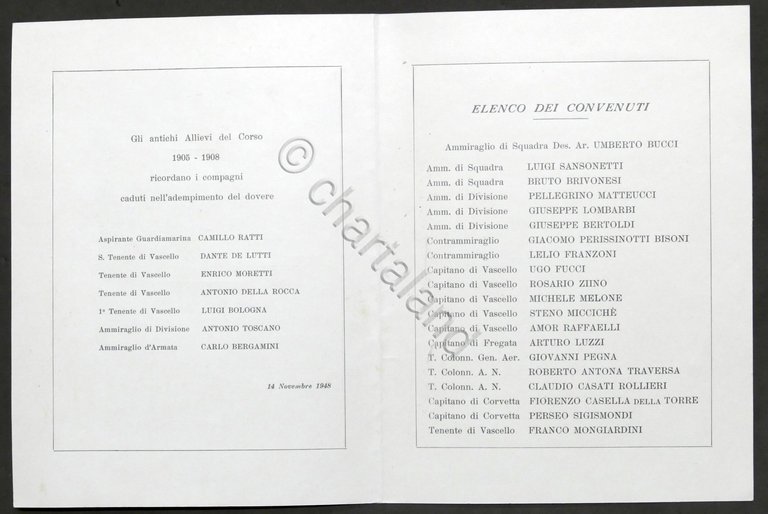 Gli antichi Allievi del Corso
1905 - 1908
ricordano i compagni
caduti nell'adempimento del dovere
Aspirante Guardiamarina CAMILLO RATTI
S. Tenente di Vascello DANTE DE LUTTI
Tenente di Vascello ENRICO MORETTI
Tenente di Vascello ANTONIO DELLA ROCCA
1° Tenente di Vascello LUIGI BOLOGNA
Ammiraglio di Divisione ANTONIO TOSCANO
Ammiraglio d'Armata CARLO BERGAMINI
14 Novembre 1948
ELENCO DEI CONVENUTI
Ammiraglio di Squadra Des. Ar. UMBERTO BUCCI
Amm. di Squadra LUIGI SANSONETTI
Amm. di Squadra BRUTO BRIVONESI
Amm. di Divisione PELLEGRINO MATTEUCCI
Amm. di Divisione GIUSEPPE LOMBARBI
Amm. di Divisione GIUSEPPE BERTOLDI
Contrammiraglio GIACOMO PERISSINOTTI BISONI
Contrammiraglio LELIO FRANZONI
Capitano di Vascello UGO FUCCI
Capitano di Vascello ROSARIO ZIINO
Capitano di Vascello MICHELE MELONE
Capitano di Vascello STENO MICCICHÈ
Capitano di Vascello AMOR RAFFAELLI
Capitano di Fregata ARTURO LUZZI
T. Colonn. Gen. Aer. GIOVANNI PEGNA
T. Colonn. A. N. ROBERTO ANTONA TRAVERSA
T. Colonn. A. N. CLAUDIO CASATI ROLLIERI
Capitano di Corvetta FIORENZO CASELLA DELLA TORRE
Capitano di Corvetta PERSEO SIGISMONDI
Tenente di Vascello FRANCO MONGIARDINI
© chartaland